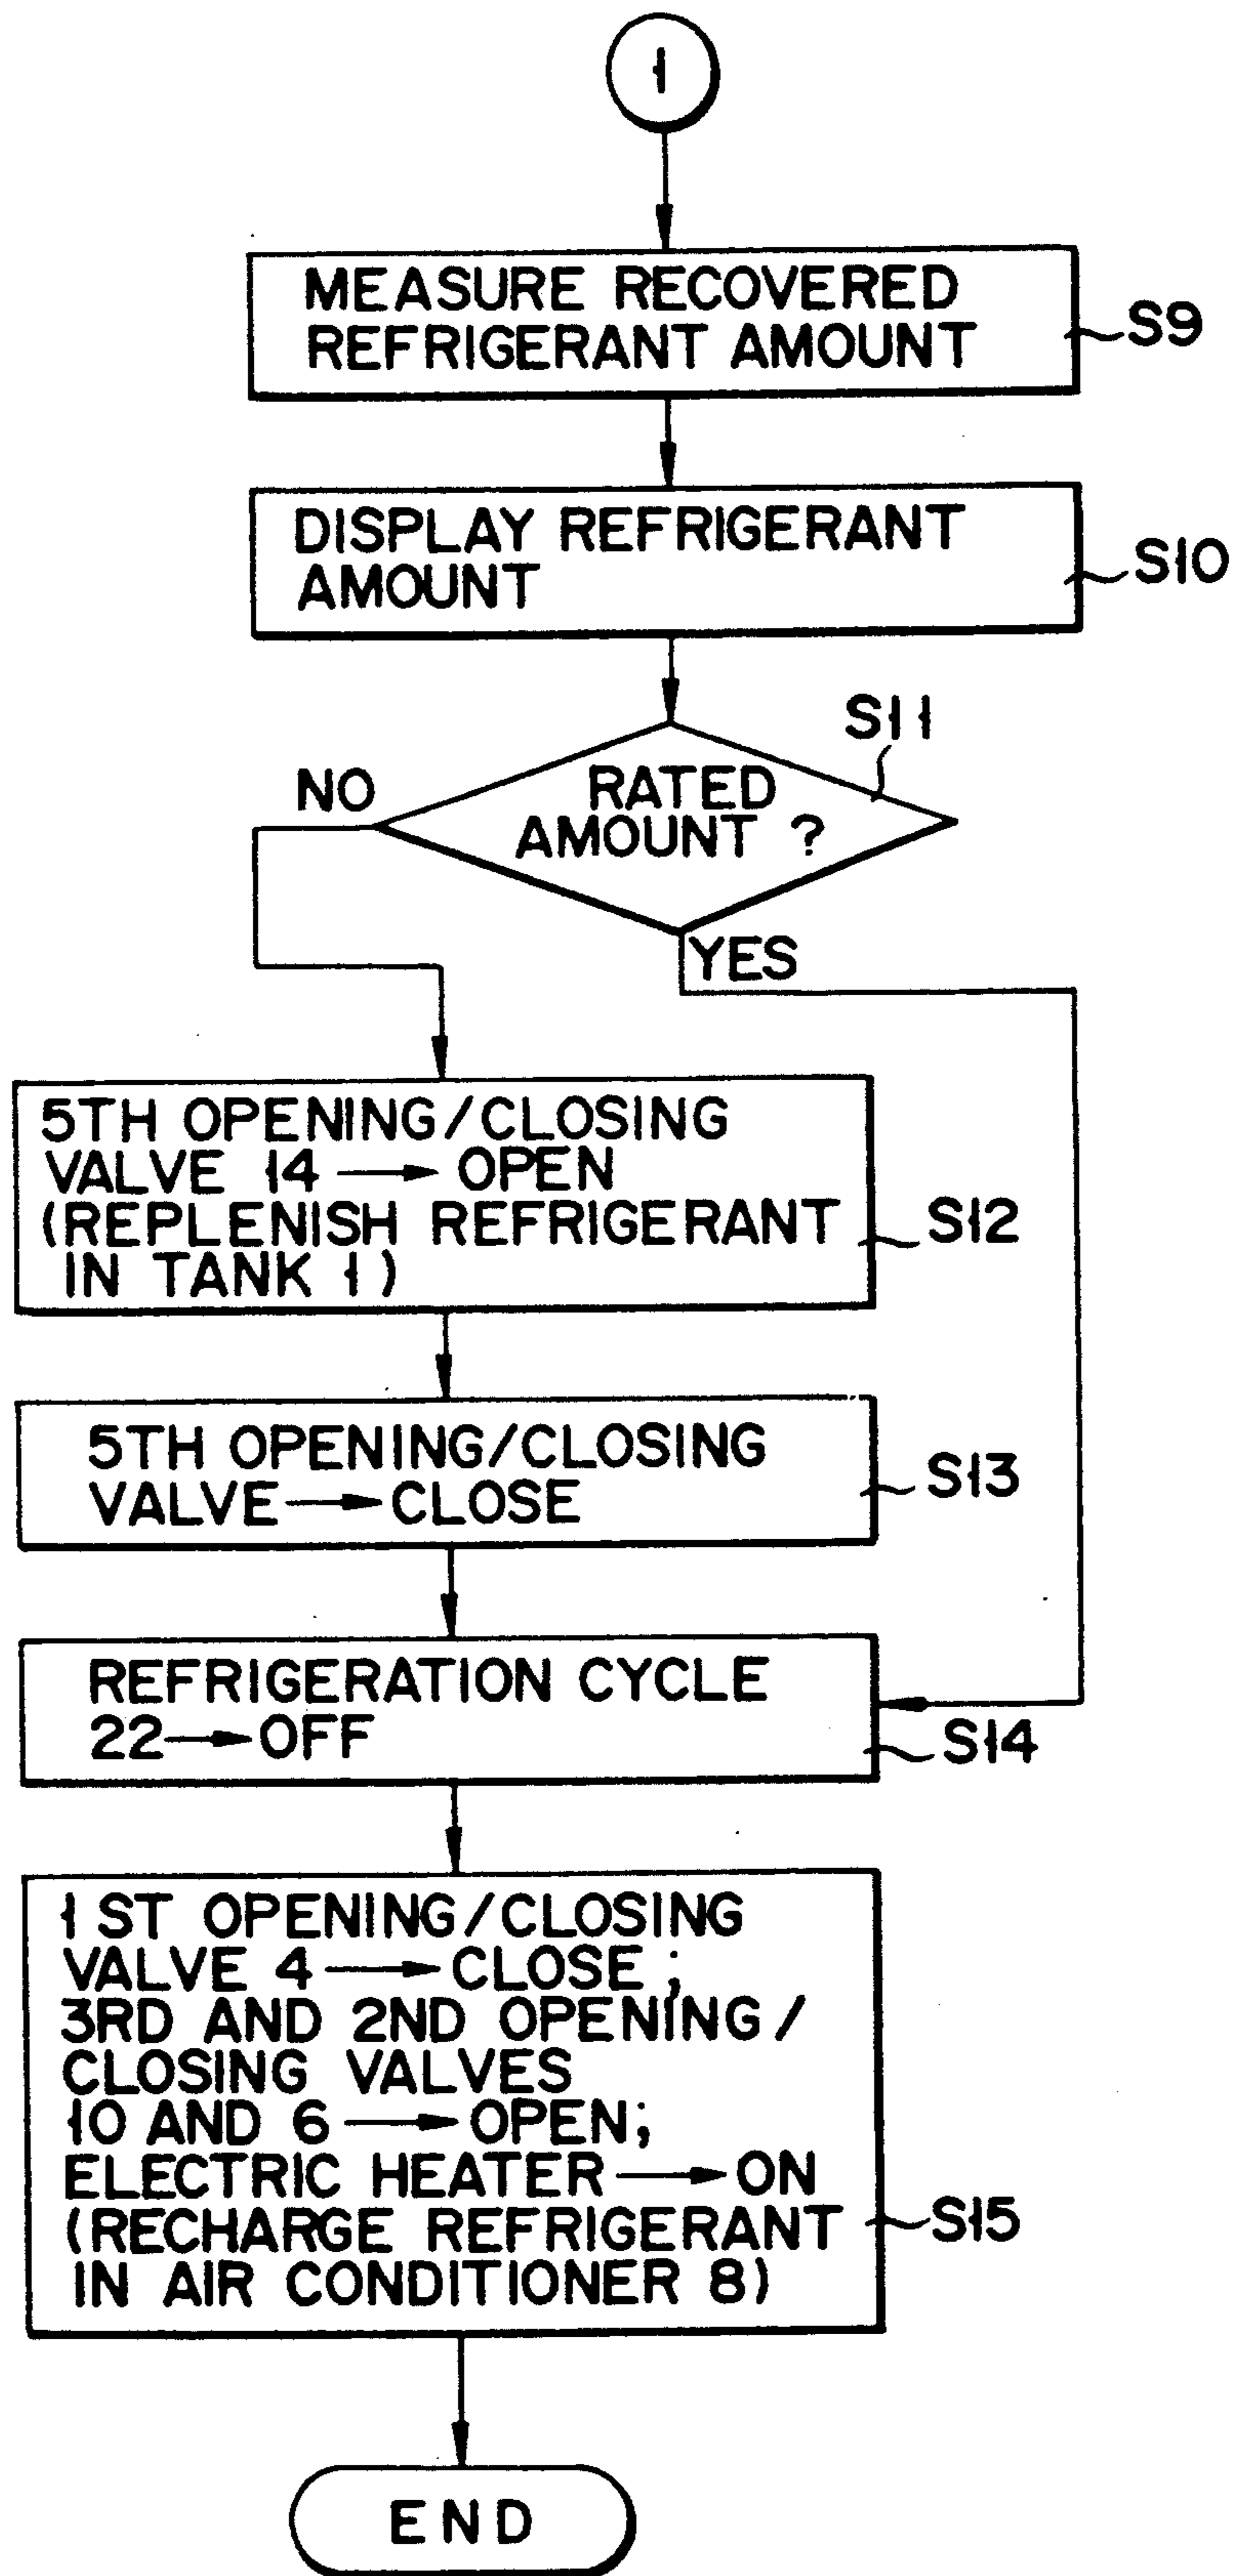 1
MEASURE RECOVERED
REFRIGERANT AMOUNT
S9
DISPLAY REFRIGERANT
AMOUNT
S10
S11
NO
RATED
AMOUNT ?
YES
5TH OPENING/CLOSING
VALVE 14 → OPEN
(REPLENISH REFRIGERANT
IN TANK 1)
S12
5TH OPENING/CLOSING
VALVE → CLOSE
S13
REFRIGERATION CYCLE
22 → OFF
S14
1ST OPENING/CLOSING
VALVE 4 → CLOSE;
3RD AND 2ND OPENING/
CLOSING VALVES
10 AND 6 → OPEN;
ELECTRIC HEATER → ON
(RECHARGE REFRIGERANT
IN AIR CONDITIONER 8)
S15
END